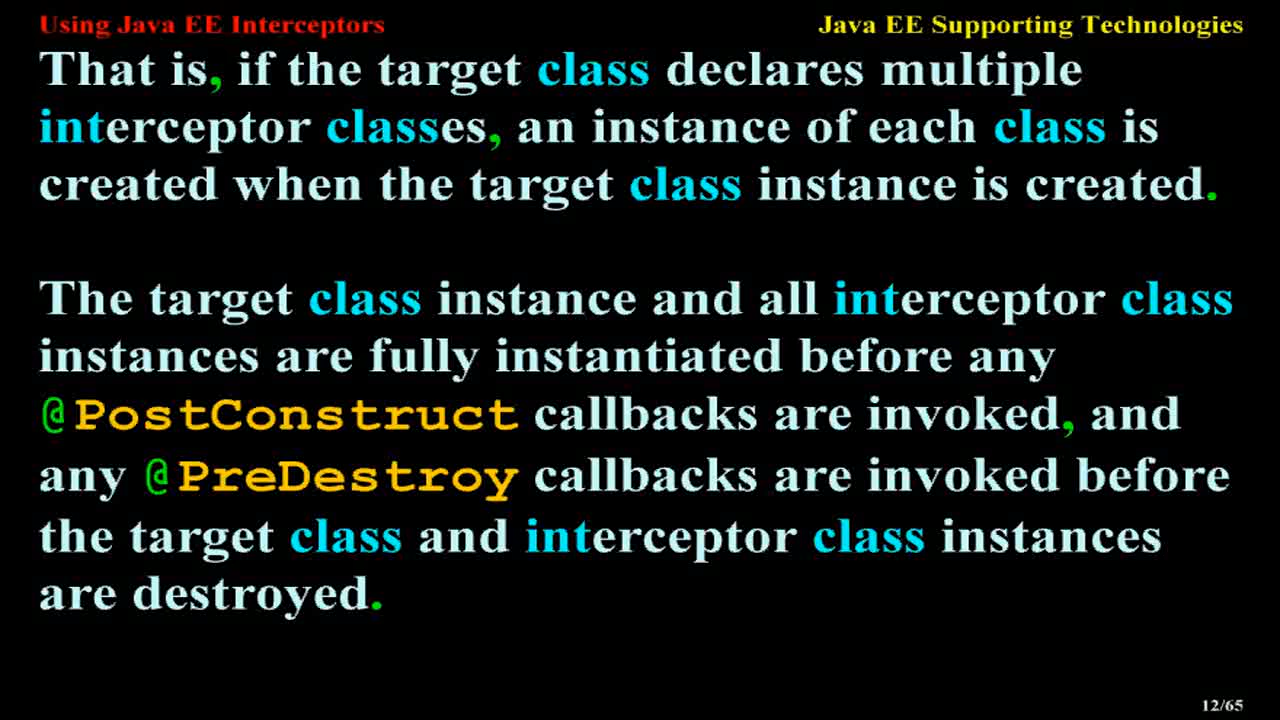 Using Java EE Interceptors
Java EE Supporting Technologies
That is, if the target class declares multiple
interceptor classes, an instance of each class is
created when the target class instance is created.
The target class instance and all interceptor class
instances are fully instantiated before any
@PostConstruct callbacks are invoked, and
any @PreDestroy callbacks are invoked before
the target class and interceptor class instances
are destroyed.
12/65